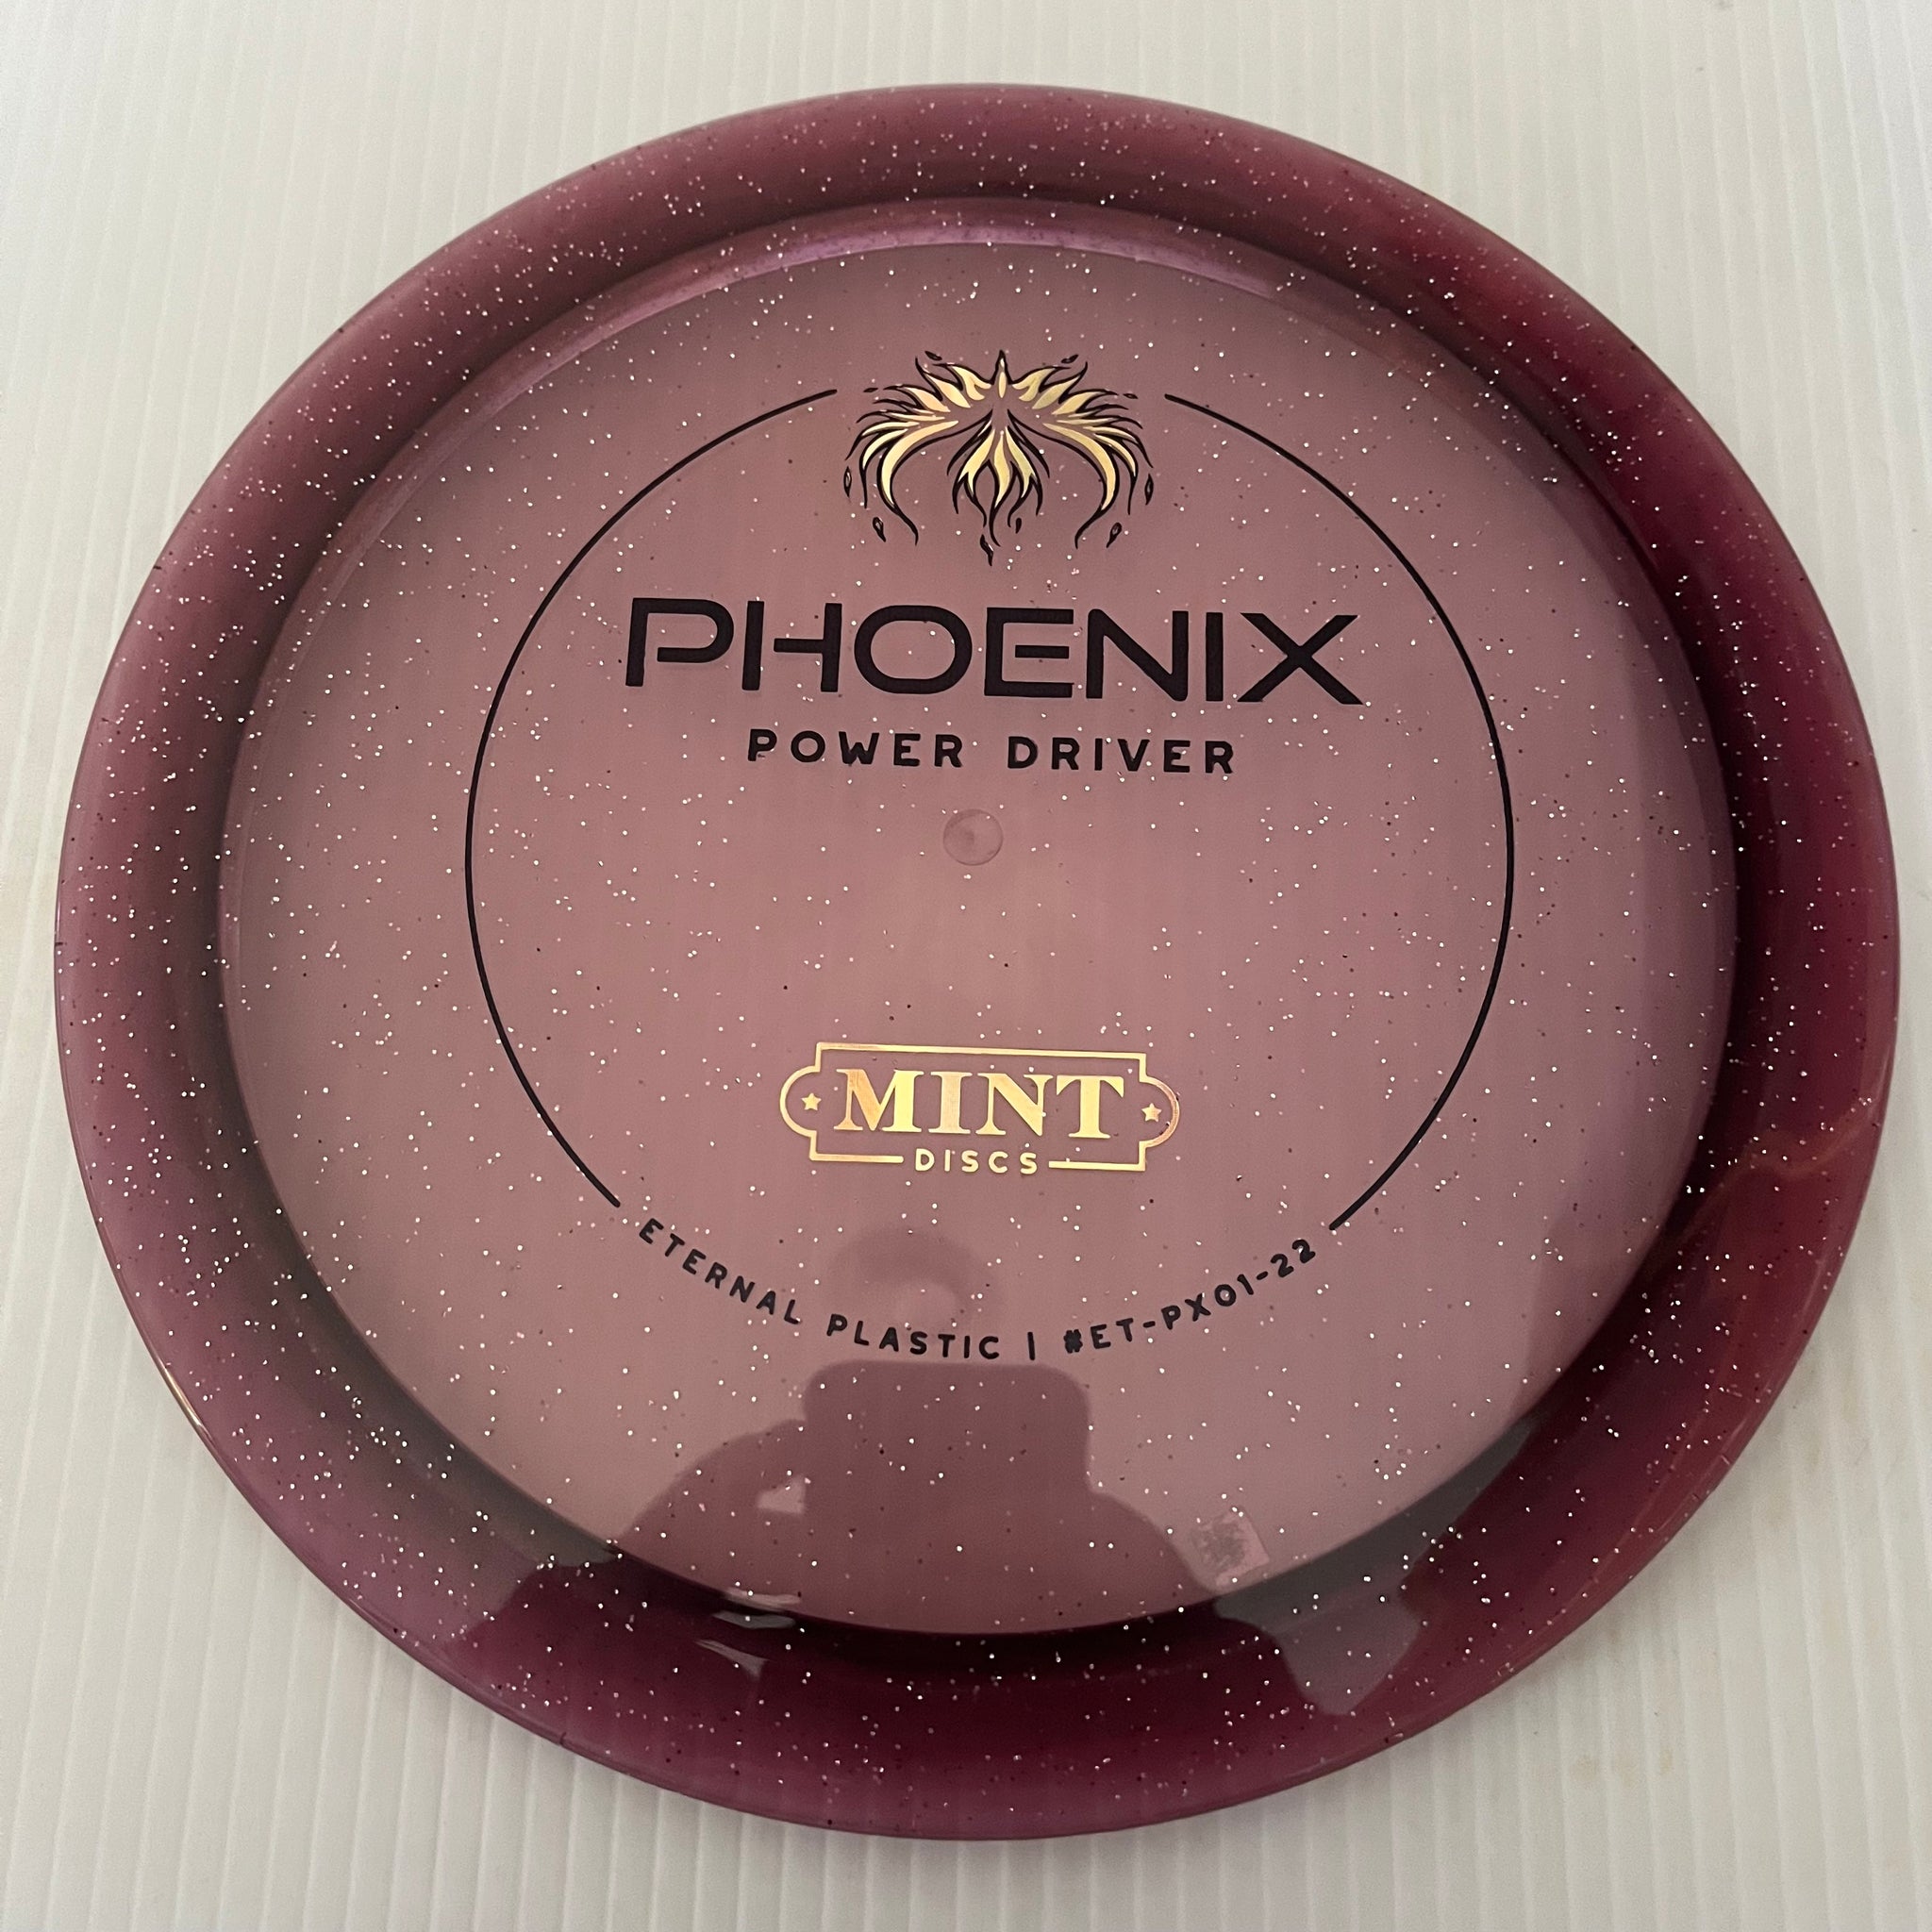 PHOENIX
POWER DRIVER
MINT
DISCS
ETERNAL PLASTIC | #ET-PX01-22